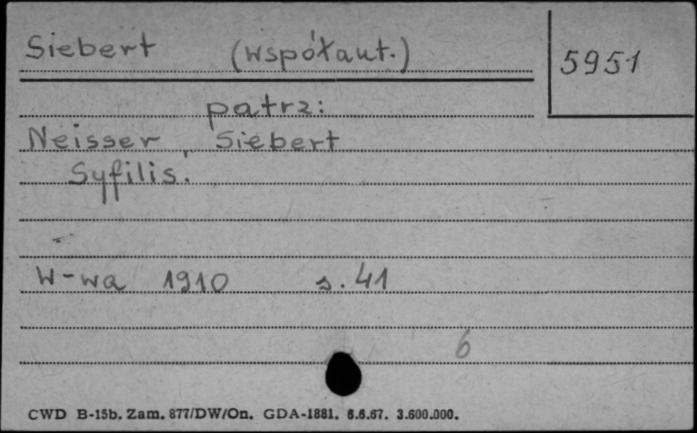 Siebert (współaut.)
5951
patrz:
Neisser, Siebert
Syfilis.
W-wa 1910 s. 41
6
CWD B-15b. Zam. 877/DW/On. GDA-1881. 6.6.67. 3.600.000.